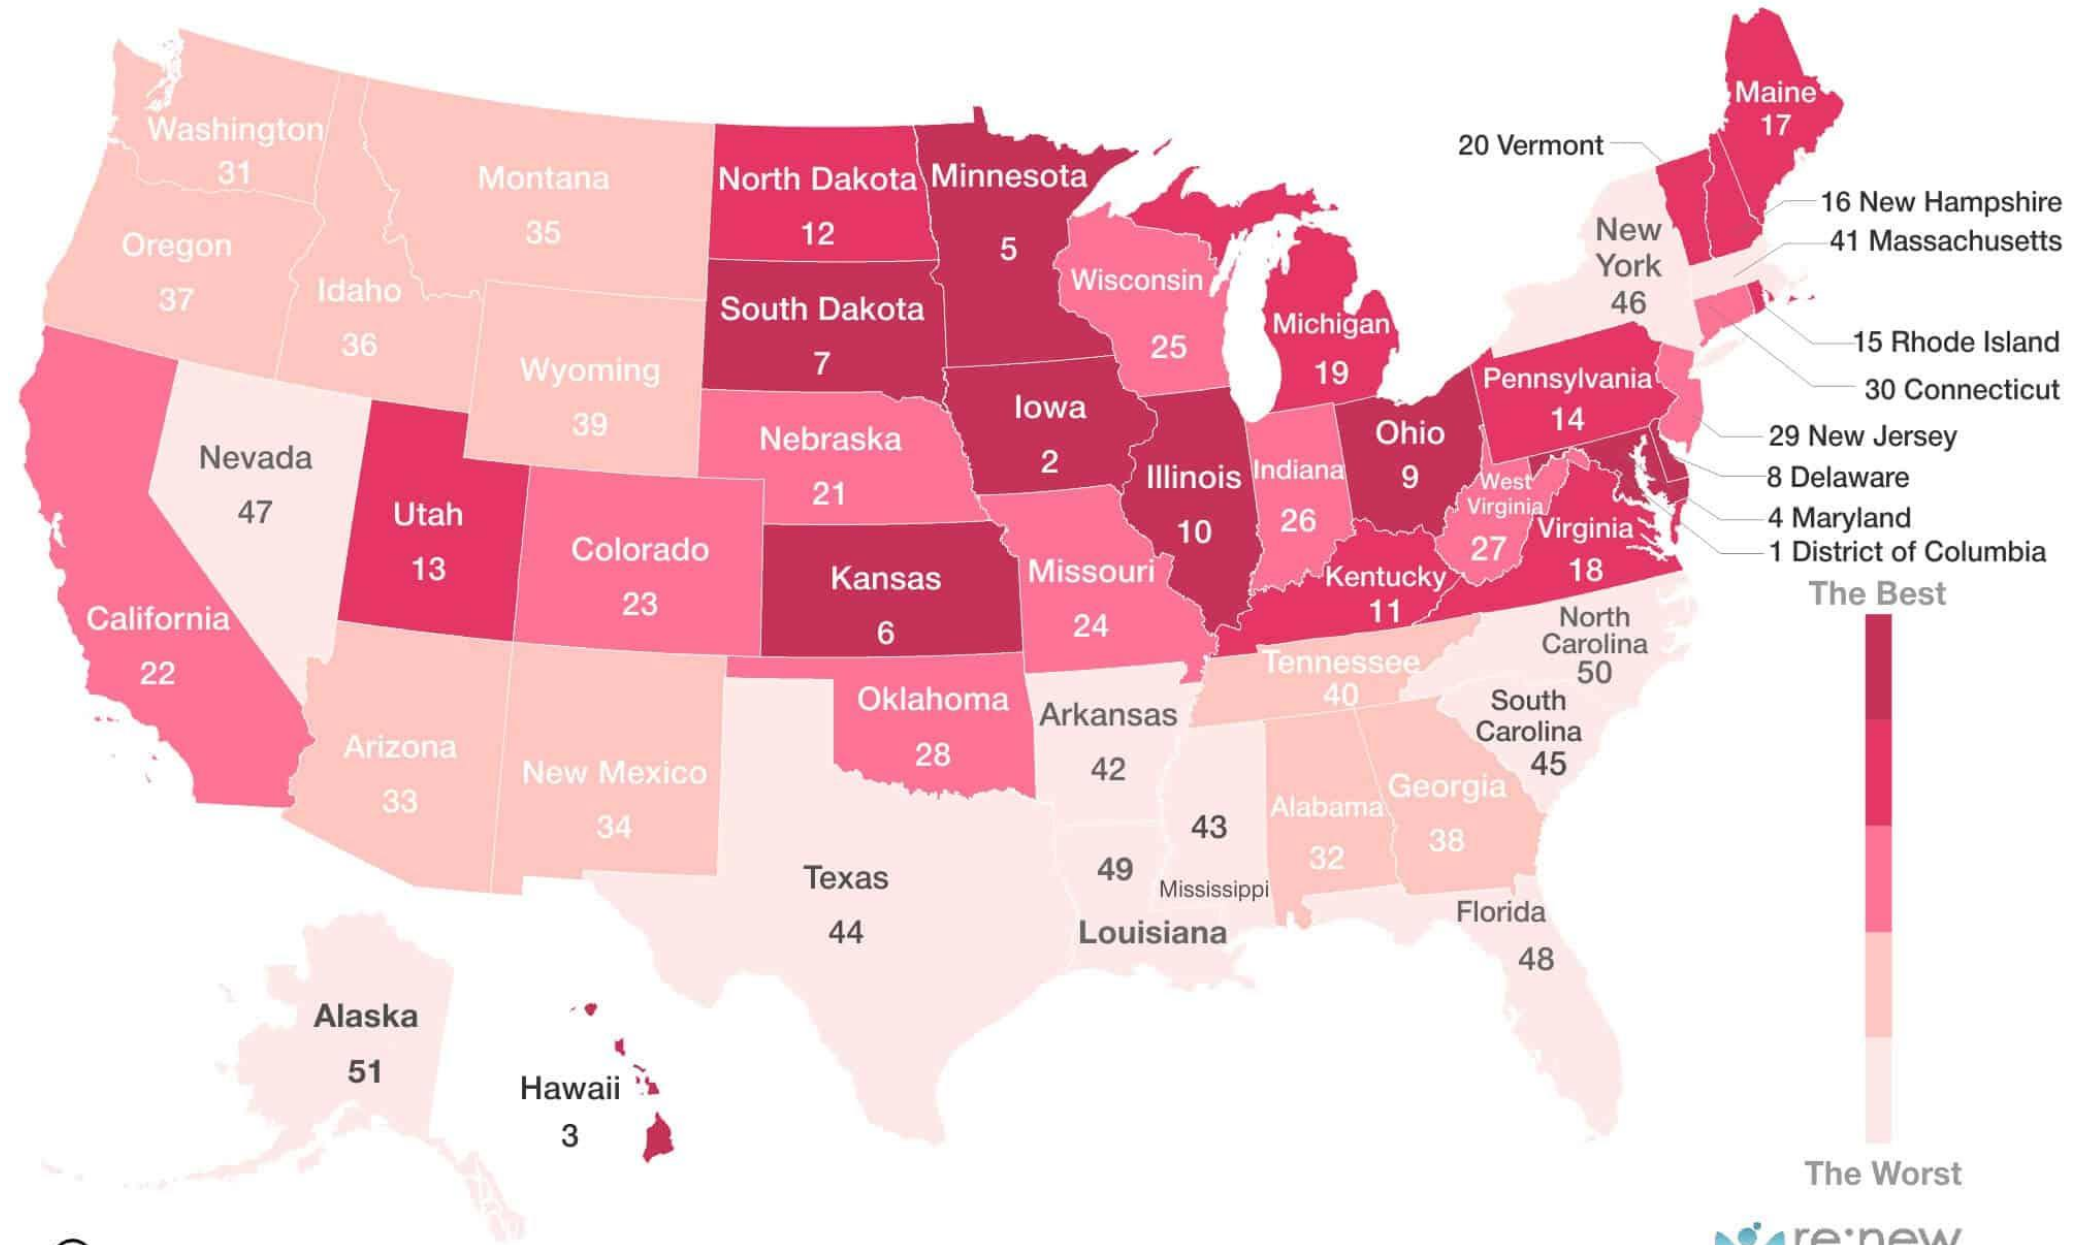 Maine
17
20 Vermont
16 New Hampshire
41 Massachusetts
Washington
31
Montana
35
North Dakota
12
Minnesota
5
New
York
46
Oregon
37
Idaho
36
South Dakota
7
Wisconsin
25
Michigan
19
15 Rhode Island
30 Connecticut
Wyoming
39
Pennsylvania
14
29 New Jersey
Iowa
2
Ohio
9
8 Delaware
4 Maryland
1 District of Columbia
Nebraska
21
Nevada
47
Utah
13
Colorado
23
Illinois
10
Indiana
26
West
Virginia
27
Virginia
18
Kansas
6
Missouri
24
Kentucky
11
California
22
North
Carolina
50
Tennessee
40
South
Carolina
45
Oklahoma
28
Arkansas
42
Arizona
33
New Mexico
34
43
Mississippi
Alabama
32
Georgia
38
Texas
44
49
Louisiana
Florida
48
Alaska
51
Hawaii
3
The Best
The Worst
re:new